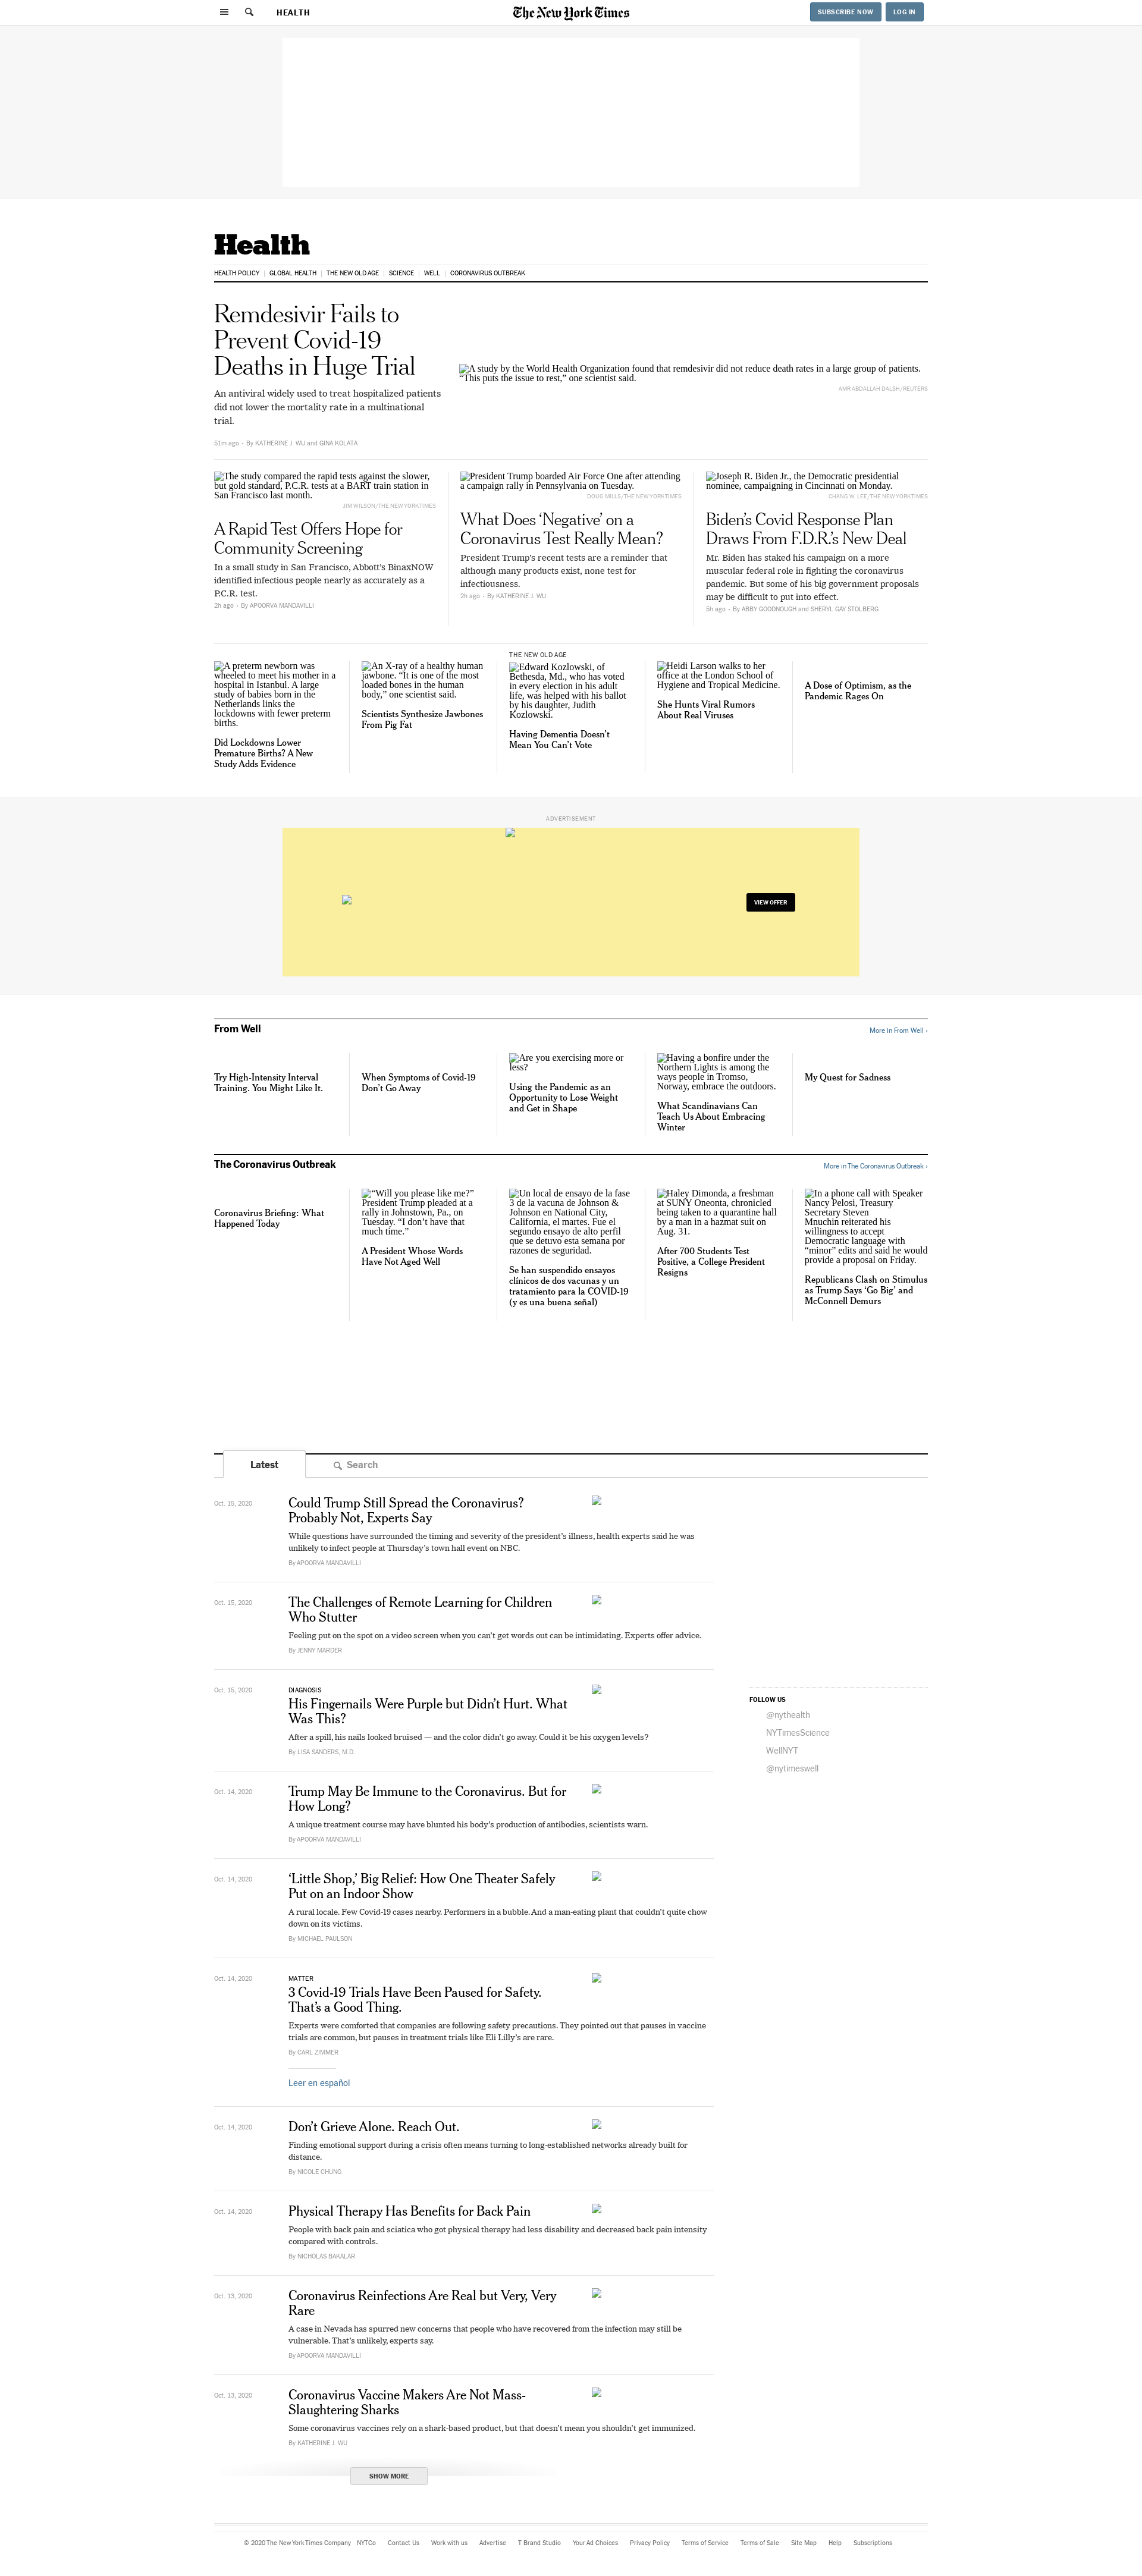 HEALTH
The New York Times
SUBSCRIBE NOW
LOG IN
Health
HEALTH POLICY
GLOBAL HEALTH
THE NEW OLD AGE
SCIENCE
WELL
CORONAVIRUS OUTBREAK
Remdesivir Fails to
Prevent Covid-19
Deaths in Huge Trial
An antiviral widely used to treat hospitalized patients
did not lower the mortality rate in a multinational
trial.
51m ago • By KATHERINE J. WU and GINA KOLATA
A study by the World Health Organization found that remdesivir did not reduce death rates in a large group of patients.
“This puts the issue to rest,” one scientist said.
AMR ABDALLAH DALSH/ REUTERS
The study compared the rapid tests against the slower,
but gold standard, P.C.R. tests at a BART train station in
San Francisco last month.
JIM WILSON/THE NEW YORK TIMES
A Rapid Test Offers Hope for
Community Screening
In a small study in San Francisco, Abbott’s BinaxNOW
identified infectious people nearly as accurately as a
P.C.R. test.
2h ago • By APOORVA MANDAVILLI
President Trump boarded Air Force One after attending
a campaign rally in Pennsylvania on Tuesday.
DOUG MILLS/THE NEW YORK TIMES
What Does ‘Negative’ on a
Coronavirus Test Really Mean?
President Trump’s recent tests are a reminder that
although many products exist, none test for
infectiousness.
2h ago • By KATHERINE J. WU
Joseph R. Biden Jr., the Democratic presidential
nominee, campaigning in Cincinnati on Monday.
CHANG W. LEE/THE NEW YORK TIMES
Biden’s Covid Response Plan
Draws From F.D.R.’s New Deal
Mr. Biden has staked his campaign on a more
muscular federal role in fighting the coronavirus
pandemic. But some of his big government proposals
may be difficult to put into effect.
5h ago • By ABBY GOODNOUGH and SHERYL GAY STOLBERG
A preterm newborn was
wheeled to meet his mother in a
hospital in Istanbul. A large
study of babies born in the
Netherlands links the
lockdowns with fewer preterm
births.
Did Lockdowns Lower
Premature Births? A New
Study Adds Evidence
An X-ray of a healthy human
jawbone. “It is one of the most
loaded bones in the human
body,” one scientist said.
Scientists Synthesize Jawbones
From Pig Fat
THE NEW OLD AGE
Edward Kozlowski, of
Bethesda, Md., who has voted
in every election in his adult
life, was helped with his ballot
by his daughter, Judith
Kozlowski.
Having Dementia Doesn’t
Mean You Can’t Vote
Heidi Larson walks to her
office at the London School of
Hygiene and Tropical Medicine.
She Hunts Viral Rumors
About Real Viruses
A Dose of Optimism, as the
Pandemic Rages On
ADVERTISEMENT
VIEW OFFER
From Well
More in From Well ›
Try High-Intensity Interval
Training. You Might Like It.
When Symptoms of Covid-19
Don’t Go Away
Are you exercising more or
less?
Using the Pandemic as an
Opportunity to Lose Weight
and Get in Shape
Having a bonfire under the
Northern Lights is among the
ways people in Tromso,
Norway, embrace the outdoors.
What Scandinavians Can
Teach Us About Embracing
Winter
My Quest for Sadness
The Coronavirus Outbreak
More in The Coronavirus Outbreak ›
Coronavirus Briefing: What
Happened Today
“Will you please like me?”
President Trump pleaded at a
rally in Johnstown, Pa., on
Tuesday. “I don’t have that
much time.”
A President Whose Words
Have Not Aged Well
Un local de ensayo de la fase
3 de la vacuna de Johnson &
Johnson en National City,
California, el martes. Fue el
segundo ensayo de alto perfil
que se detuvo esta semana por
razones de seguridad.
Se han suspendido ensayos
clínicos de dos vacunas y un
tratamiento para la COVID-19
(y es una buena señal)
Haley Dimonda, a freshman
at SUNY Oneonta, chronicled
being taken to a quarantine hall
by a man in a hazmat suit on
Aug. 31.
After 700 Students Test
Positive, a College President
Resigns
In a phone call with Speaker
Nancy Pelosi, Treasury
Secretary Steven
Mnuchin reiterated his
willingness to accept
Democratic language with
“minor” edits and said he would
provide a proposal on Friday.
Republicans Clash on Stimulus
as Trump Says ‘Go Big’ and
McConnell Demurs
Latest
Search
Oct. 15, 2020
Could Trump Still Spread the Coronavirus?
Probably Not, Experts Say
While questions have surrounded the timing and severity of the president’s illness, health experts said he was
unlikely to infect people at Thursday’s town hall event on NBC.
By APOORVA MANDAVILLI
Oct. 15, 2020
The Challenges of Remote Learning for Children
Who Stutter
Feeling put on the spot on a video screen when you can’t get words out can be intimidating. Experts offer advice.
By JENNY MARDER
Oct. 15, 2020
DIAGNOSIS
His Fingernails Were Purple but Didn’t Hurt. What
Was This?
After a spill, his nails looked bruised — and the color didn’t go away. Could it be his oxygen levels?
By LISA SANDERS, M.D.
FOLLOW US
@nythealth
NYTimesScience
WellNYT
@nytimeswell
Oct. 14, 2020
Trump May Be Immune to the Coronavirus. But for
How Long?
A unique treatment course may have blunted his body’s production of antibodies, scientists warn.
By APOORVA MANDAVILLI
Oct. 14, 2020
‘Little Shop,’ Big Relief: How One Theater Safely
Put on an Indoor Show
A rural locale. Few Covid-19 cases nearby. Performers in a bubble. And a man-eating plant that couldn’t quite chow
down on its victims.
By MICHAEL PAULSON
Oct. 14, 2020
MATTER
3 Covid-19 Trials Have Been Paused for Safety.
That’s a Good Thing.
Experts were comforted that companies are following safety precautions. They pointed out that pauses in vaccine
trials are common, but pauses in treatment trials like Eli Lilly’s are rare.
By CARL ZIMMER
Leer en español
Oct. 14, 2020
Don’t Grieve Alone. Reach Out.
Finding emotional support during a crisis often means turning to long-established networks already built for
distance.
By NICOLE CHUNG
Oct. 14, 2020
Physical Therapy Has Benefits for Back Pain
People with back pain and sciatica who got physical therapy had less disability and decreased back pain intensity
compared with controls.
By NICHOLAS BAKALAR
Oct. 13, 2020
Coronavirus Reinfections Are Real but Very, Very
Rare
A case in Nevada has spurred new concerns that people who have recovered from the infection may still be
vulnerable. That’s unlikely, experts say.
By APOORVA MANDAVILLI
Oct. 13, 2020
Coronavirus Vaccine Makers Are Not Mass-
Slaughtering Sharks
Some coronavirus vaccines rely on a shark-based product, but that doesn’t mean you shouldn’t get immunized.
By KATHERINE J. WU
SHOW MORE
© 2020 The New York Times Company NYTCo Contact Us Work with us Advertise T Brand Studio Your Ad Choices Privacy Policy Terms of Service Terms of Sale Site Map Help Subscriptions